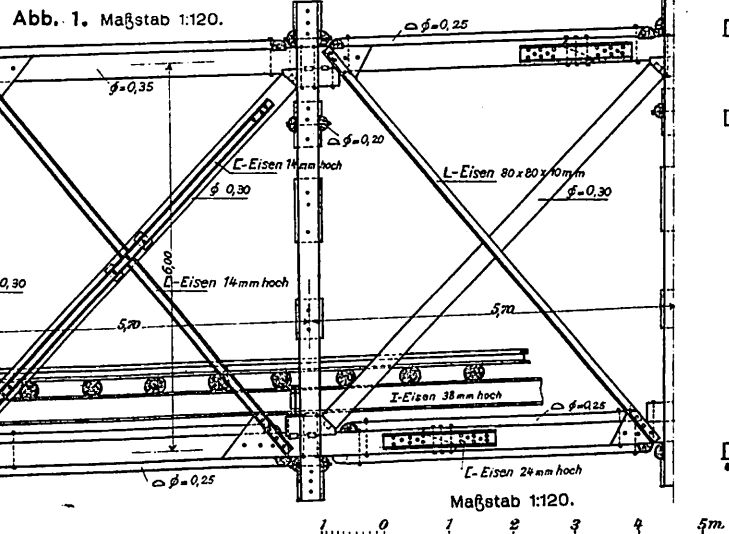 Abb. 1. Maßstab 1:120.
⌓ ϕ=0,25
ϕ=0,35
⌓ ϕ=0,20
[-Eisen 14mm hoch
ϕ 0,30
L-Eisen 80x80x10mm
ϕ=0,30
6,00
0,30
[-Eisen 14mm hoch
5,70
5,70
I-Eisen 38mm hoch
⌓ ϕ=0,25
[-Eisen 24mm hoch
⌓ ϕ=0,25
Maßstab 1:120.
1 0 1 2 3 4 5m.